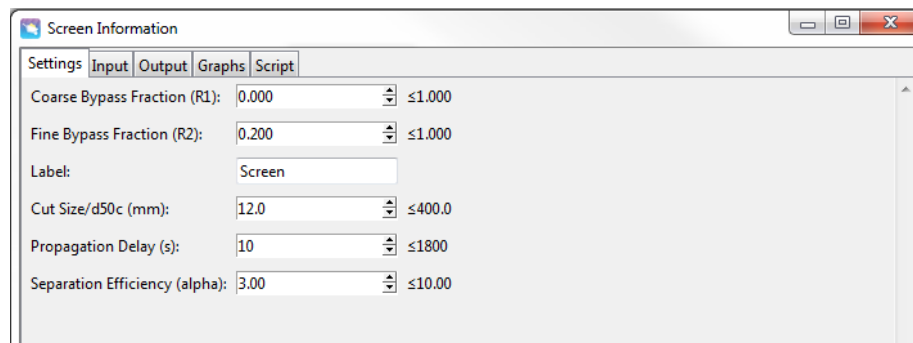 Screen Information
Settings Input Output Graphs Script
Coarse Bypass Fraction (R1): 0.000 ≤1.000
Fine Bypass Fraction (R2): 0.200 ≤1.000
Label: Screen
Cut Size/d50c (mm): 12.0 ≤400.0
Propagation Delay (s): 10 ≤1800
Separation Efficiency (alpha): 3.00 ≤10.00